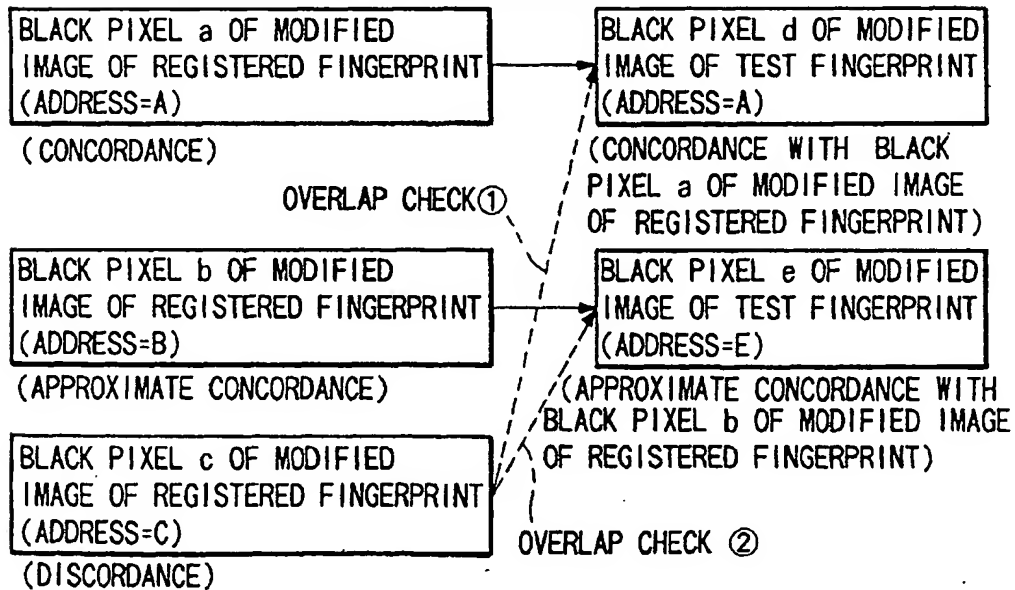 BLACK PIXEL a OF MODIFIED
IMAGE OF REGISTERED FINGERPRINT
(ADDRESS=A)
(CONCORDANCE)
BLACK PIXEL d OF MODIFIED
IMAGE OF TEST FINGERPRINT
(ADDRESS=A)
(CONCORDANCE WITH BLACK
PIXEL a OF MODIFIED IMAGE
OF REGISTERED FINGERPRINT)
OVERLAP CHECK①
BLACK PIXEL b OF MODIFIED
IMAGE OF REGISTERED FINGERPRINT
(ADDRESS=B)
(APPROXIMATE CONCORDANCE)
BLACK PIXEL e OF MODIFIED
IMAGE OF TEST FINGERPRINT
(ADDRESS=E)
(APPROXIMATE CONCORDANCE WITH
BLACK PIXEL b OF MODIFIED IMAGE
OF REGISTERED FINGERPRINT)
BLACK PIXEL c OF MODIFIED
IMAGE OF REGISTERED FINGERPRINT
(ADDRESS=C)
(DISCORDANCE)
OVERLAP CHECK ②